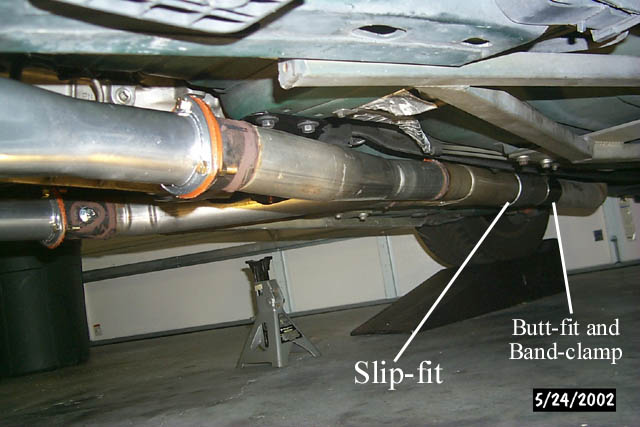 Slip-fit
Butt-fit and
Band-clamp
5/24/2002